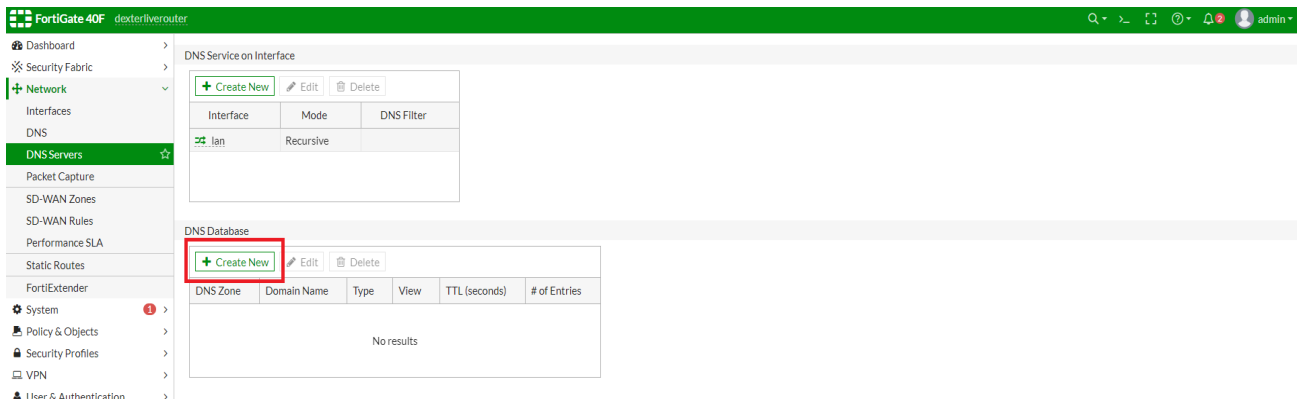 FortiGate 40F dexterliverouter
admin
2
Dashboard
Security Fabric
Network
Interfaces
DNS
DNS Servers
Packet Capture
SD-WAN Zones
SD-WAN Rules
Performance SLA
Static Routes
FortiExtender
System 1
Policy & Objects
Security Profiles
VPN
User & Authentication
DNS Service on Interface
+ Create New Edit Delete
Interface Mode DNS Filter
lan Recursive
DNS Database
+ Create New Edit Delete
DNS Zone Domain Name Type View TTL (seconds) # of Entries
No results